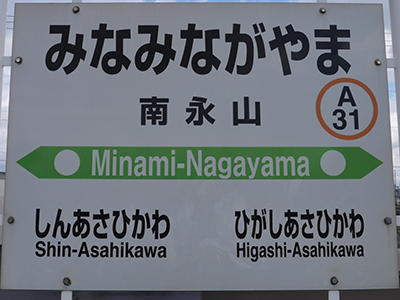 みなみながやま
南永山
A
31
Minami-Nagayama
しんあさひかわ
Shin-Asahikawa
ひがしあさひかわ
Higashi-Asahikawa